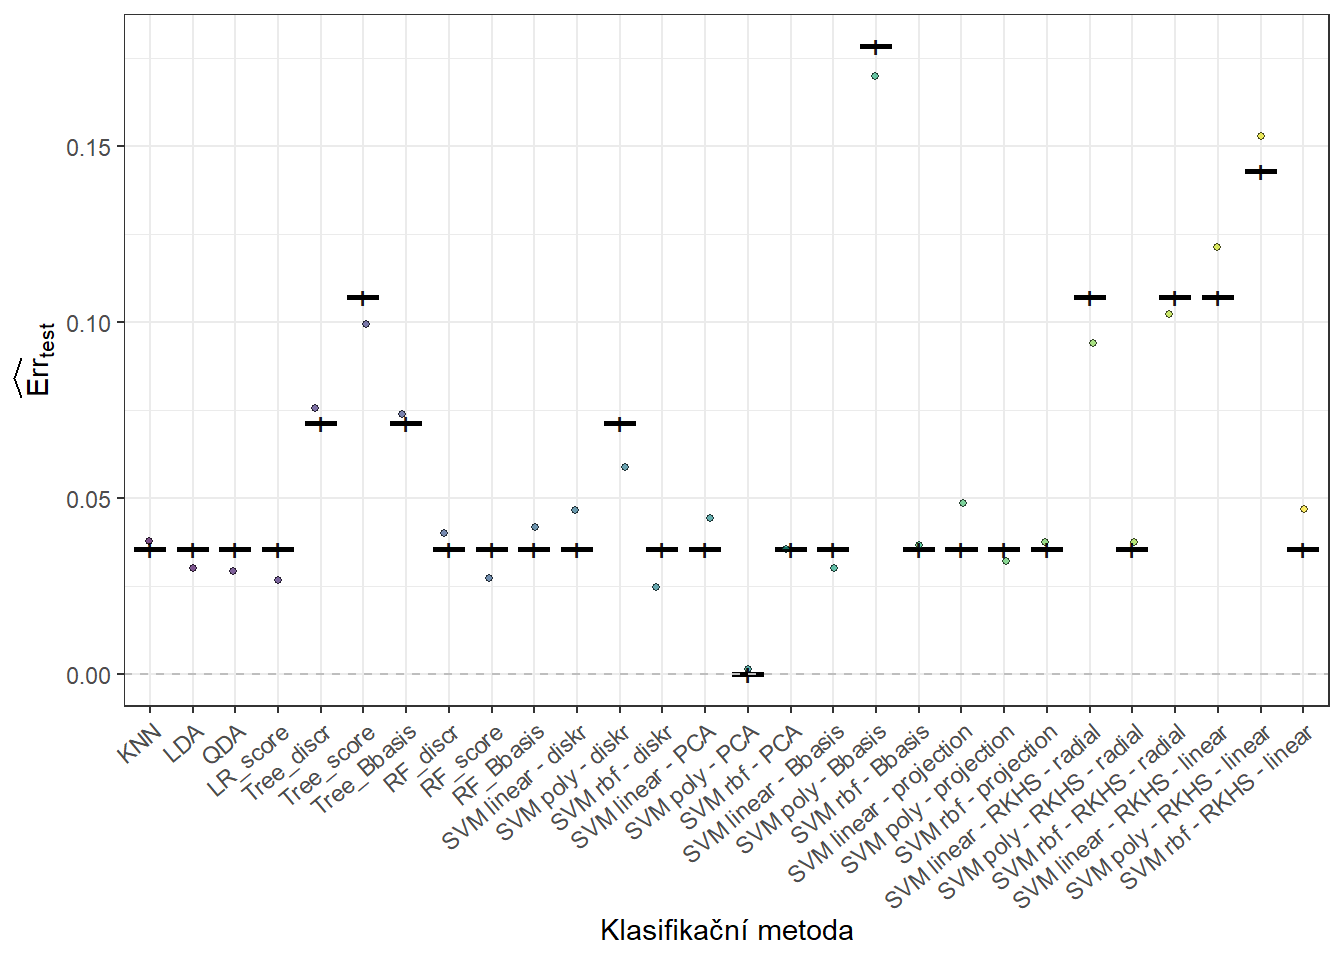 0.15
0.10
0.05
0.00
Êrr_test
KNN
LDA
QDA
LR_score
Tree_discr
Tree_score
Tree_Bbasis
RF_discr
RF_score
RF_Bbasis
SVM linear - diskr
SVM poly - diskr
SVM rbf - diskr
SVM linear - PCA
SVM poly - PCA
SVM rbf - PCA
SVM linear - Bbasis
SVM poly - Bbasis
SVM rbf - Bbasis
SVM linear - projection
SVM poly - projection
SVM rbf - projection
SVM linear - RKHS - radial
SVM poly - RKHS - radial
SVM rbf - RKHS - radial
SVM linear - RKHS - linear
SVM poly - RKHS - linear
SVM rbf - RKHS - linear
Klasifikační metoda